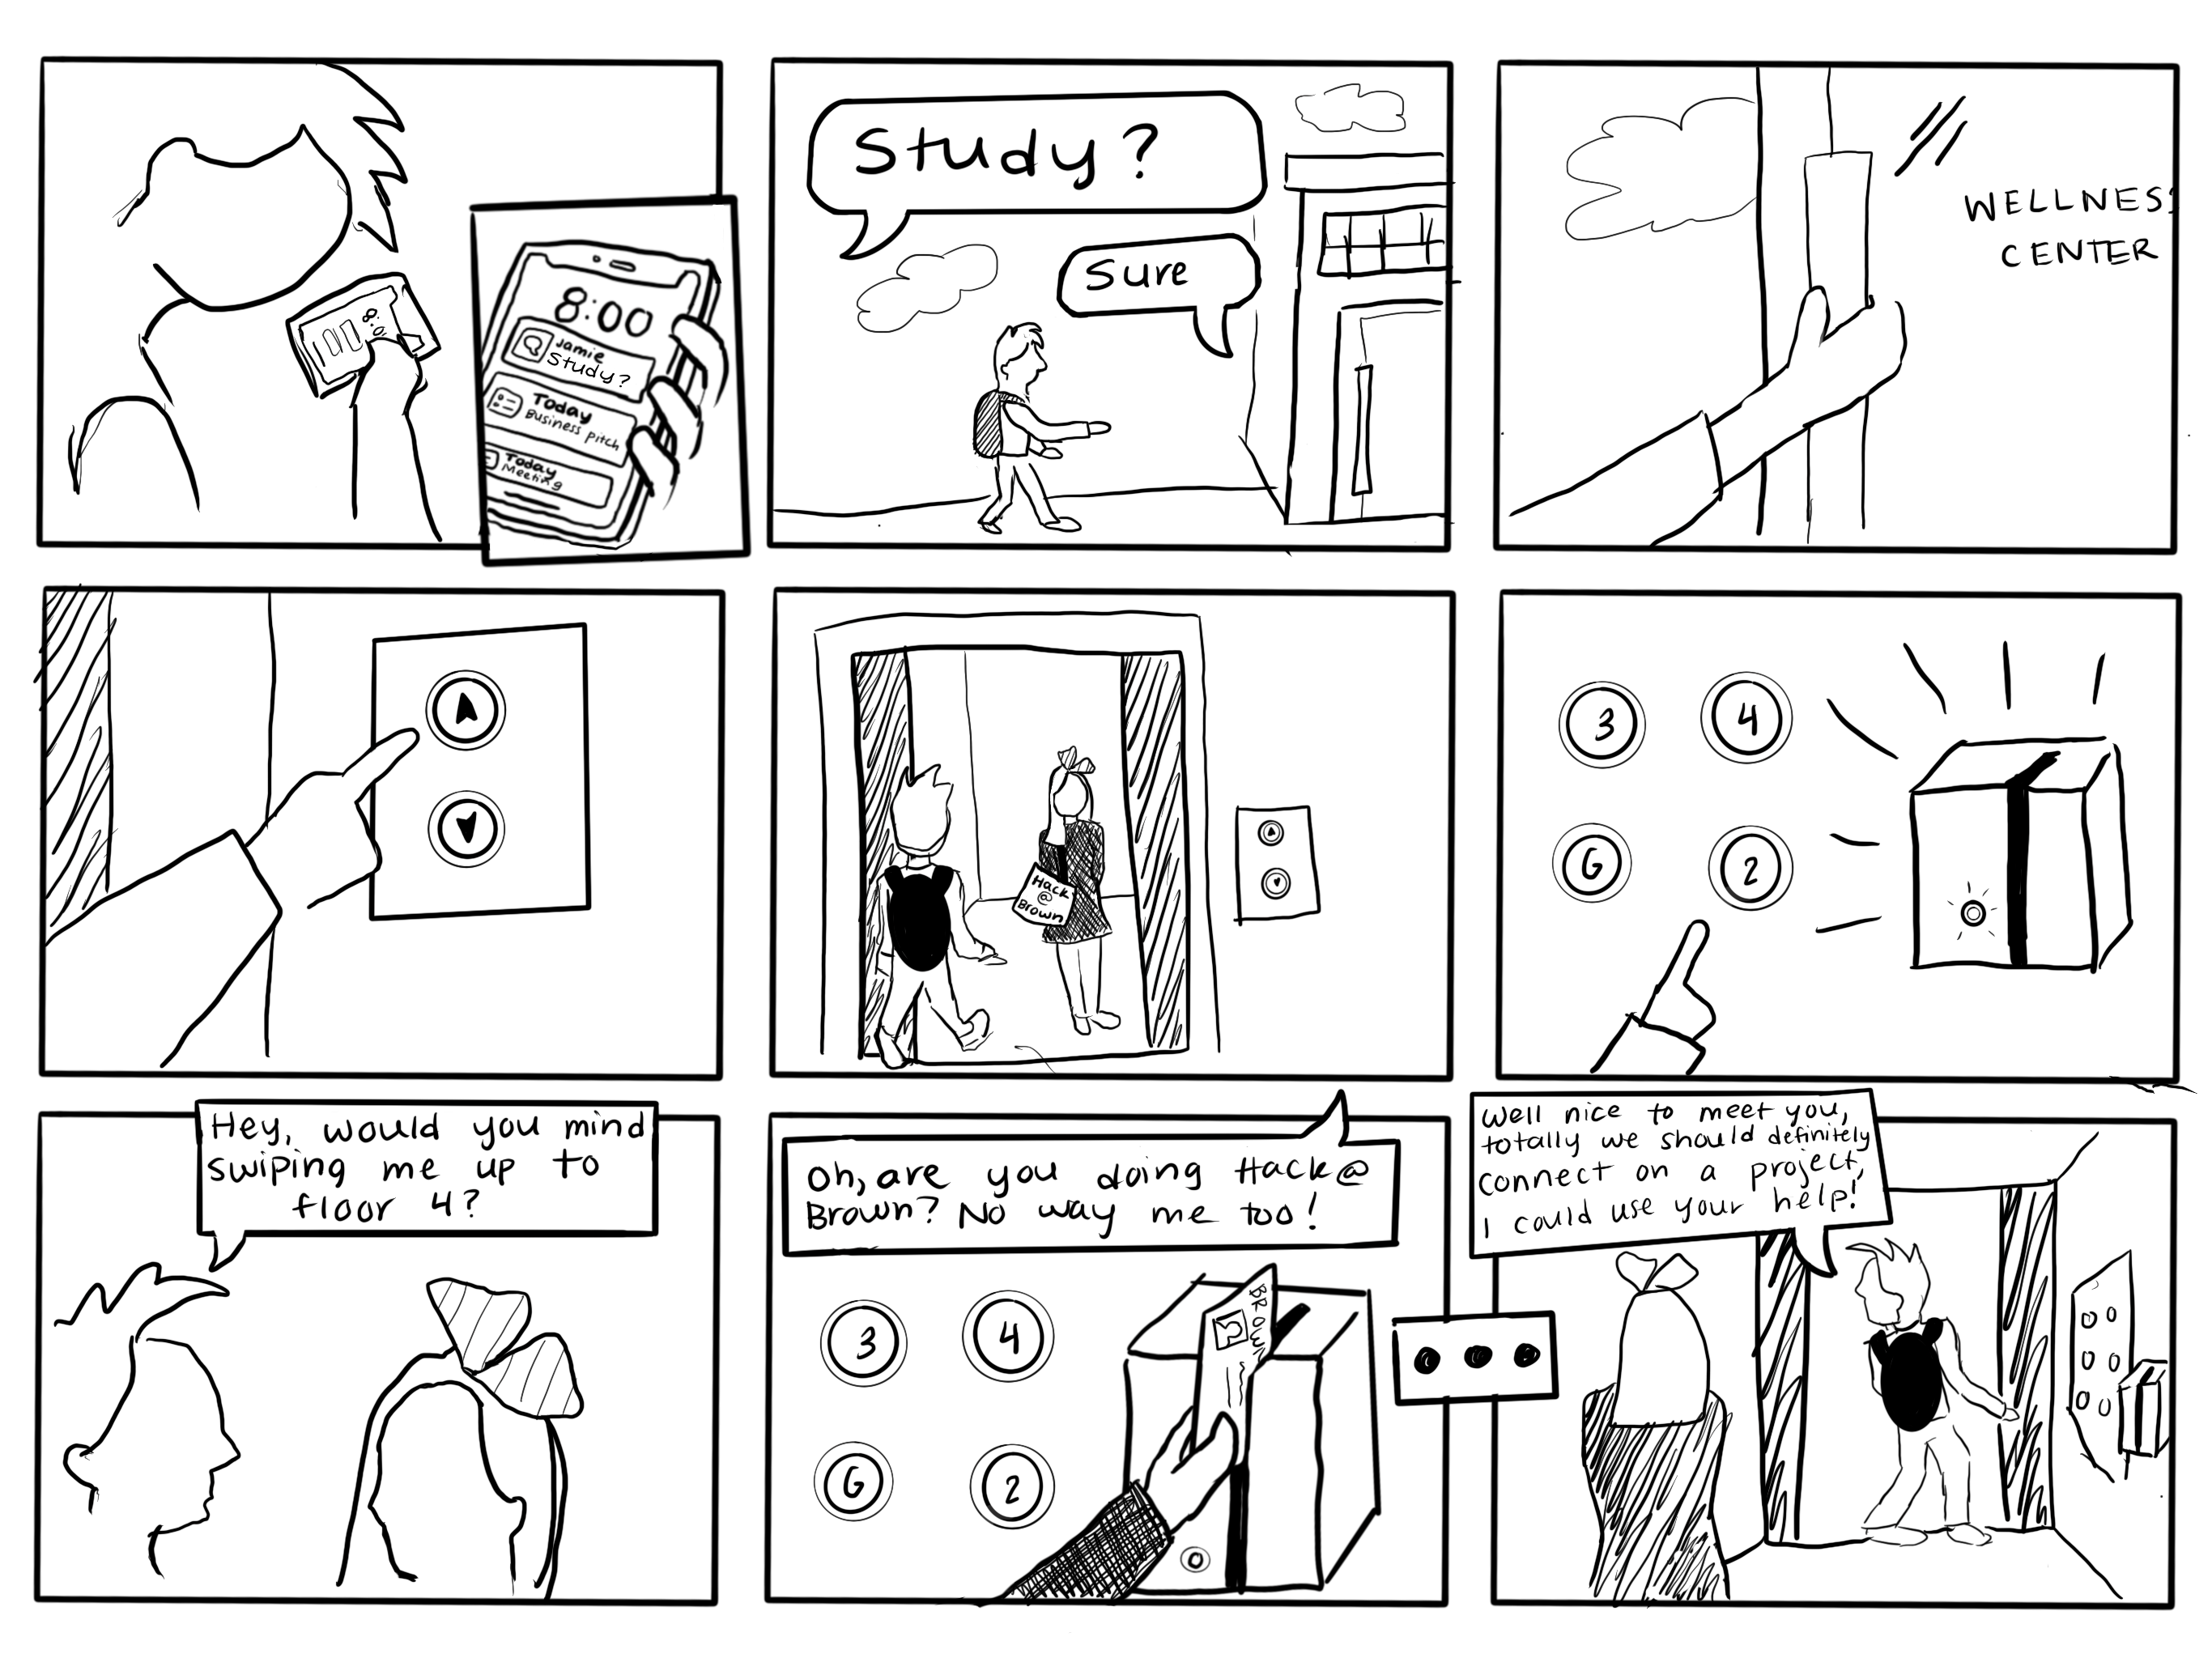 8:0
8:00
Jamie
Study?
Today
Business pitch
Today
Meeting
Study?
Sure
WELLNES
CENTER
Hack
@
Brown
3
4
G
2
Hey, would you mind
swiping me up to
floor 4?
Oh, are you doing Hack@
Brown? No way me too!
BROWN
3
4
G
2
Well nice to meet you,
totally we should definitely
connect on a project,
I could use your help!